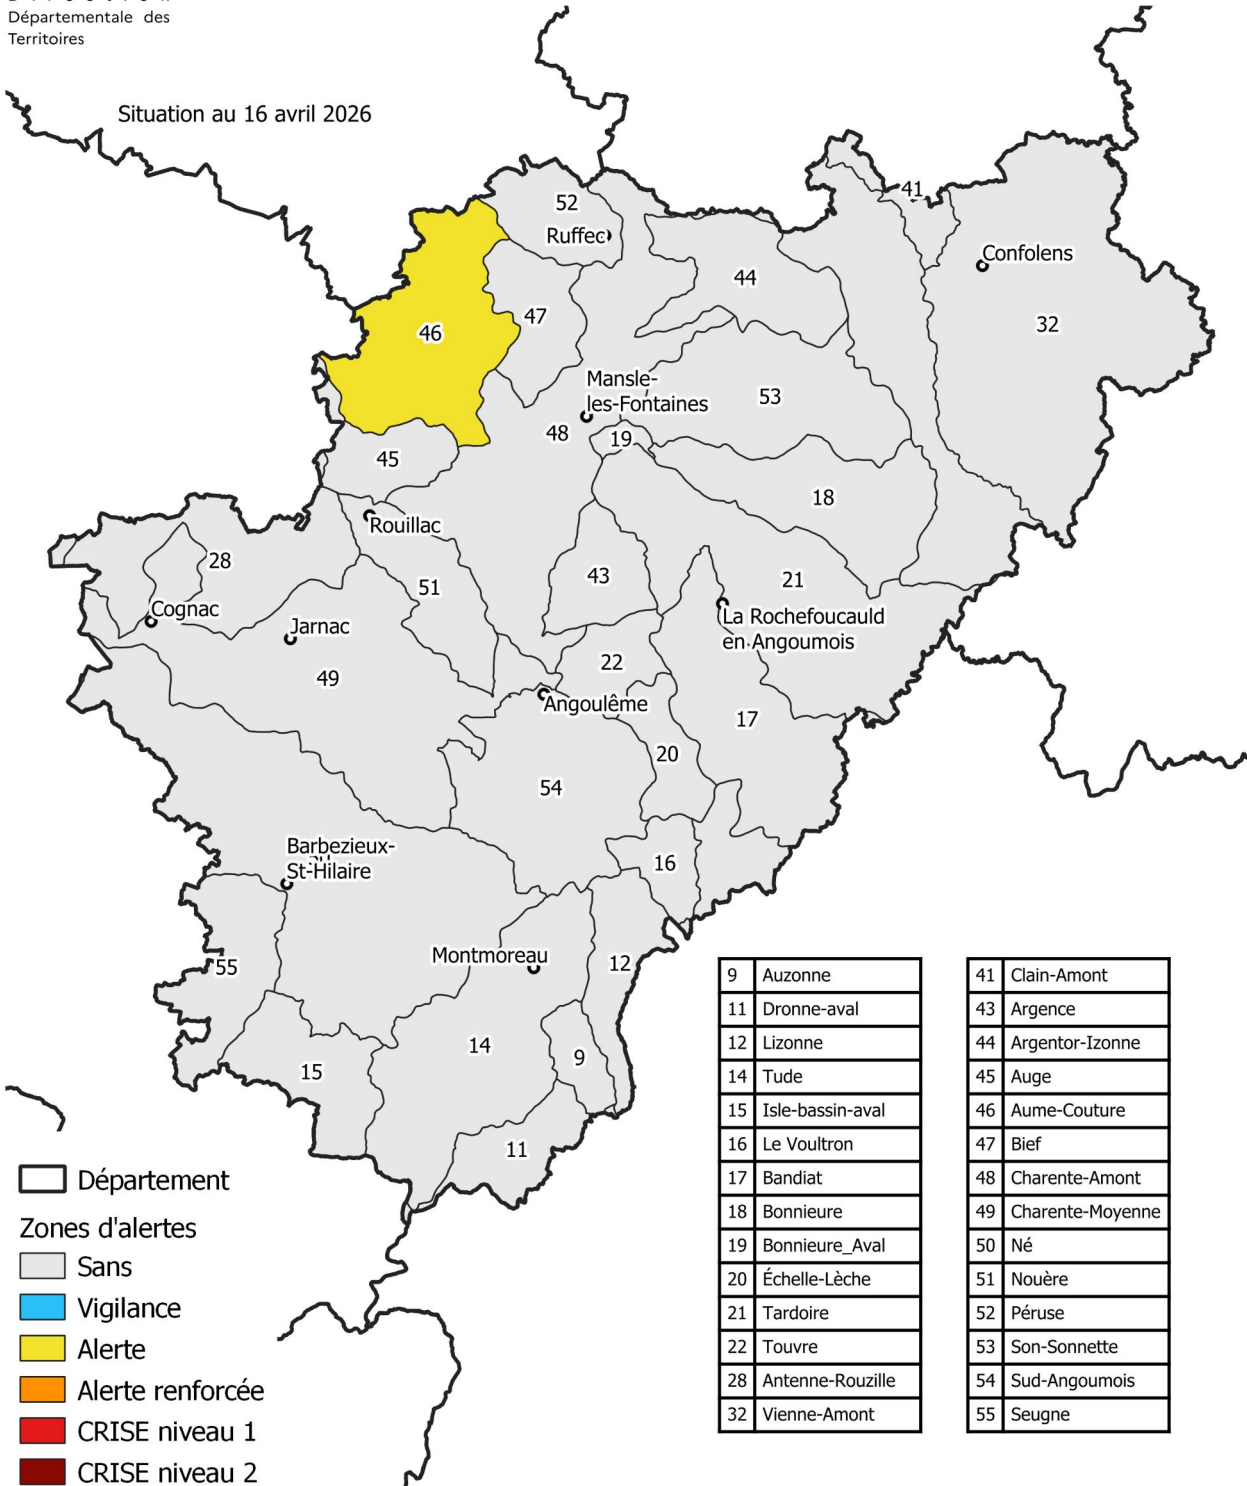 Départementale des
Territoires
Situation au 16 avril 2026
41
52
Ruffec
Confolens
44
47
46
32
Mansle-
les-Fontaines
53
48
19
45
18
Rouillac
28
43
21
51
Cognac
La Rochefoucauld
en Angoumois
Jarnac
22
49
Angoulême
17
20
54
Barbezieux-
St-Hilaire
16
Montmoreau
12
55
14
9
15
11
9 Auzonne
11 Dronne-aval
12 Lizonne
14 Tude
15 Isle-bassin-aval
16 Le Voultron
17 Bandiat
18 Bonnieure
19 Bonnieure_Aval
20 Échelle-Lèche
21 Tardoire
22 Touvre
28 Antenne-Rouzille
32 Vienne-Amont
41 Clain-Amont
43 Argence
44 Argentor-Izonne
45 Auge
46 Aume-Couture
47 Bief
48 Charente-Amont
49 Charente-Moyenne
50 Né
51 Nouère
52 Péruse
53 Son-Sonnette
54 Sud-Angoumois
55 Seugne
Département
Zones d'alertes
Sans
Vigilance
Alerte
Alerte renforcée
CRISE niveau 1
CRISE niveau 2